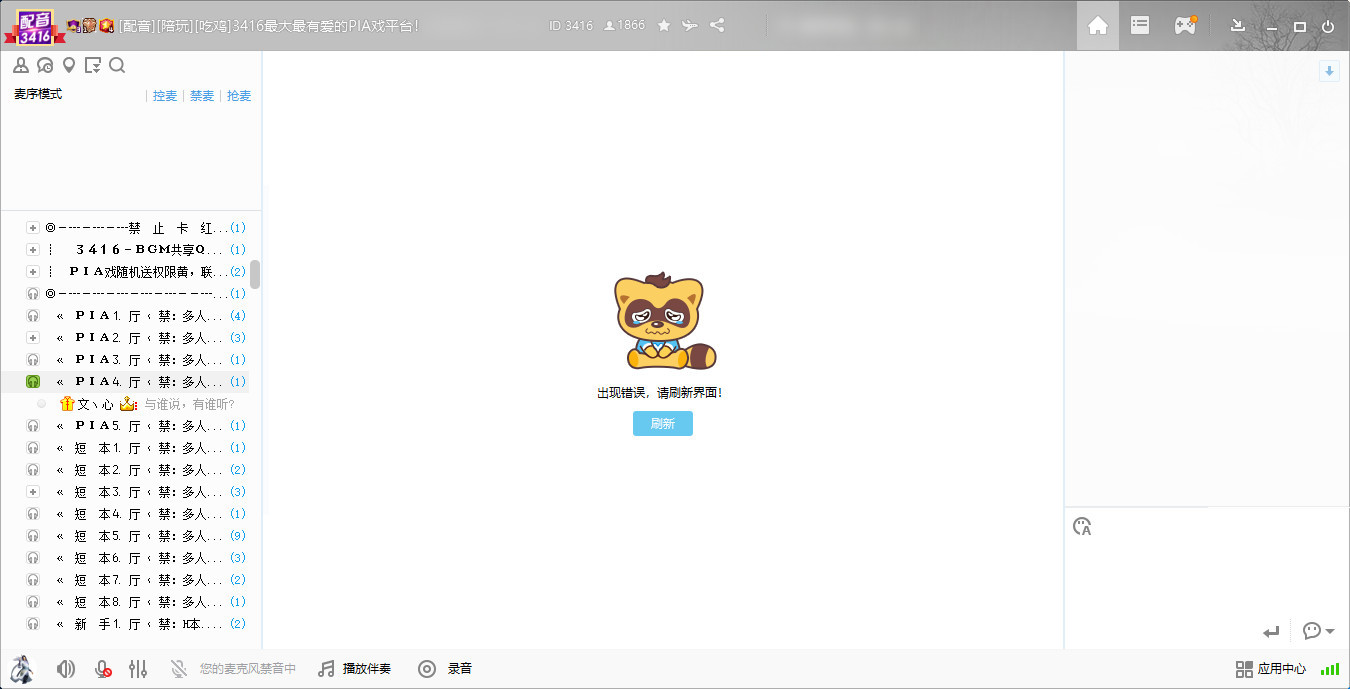 配音
3416
[配音][陪玩][吃鸡]3416最大最有爱的PIA戏平台!
ID 3416
1866
麦序模式
控麦
禁麦
抢麦
◎------------禁 止 卡 红...(1)
┊ 3416-BGM共享Q...(1)
┊ PIA戏随机送权限黄，联...(2)
◎------------------...(1)
« PIA1. 厅‹禁：多人...(4)
« PIA2. 厅‹禁：多人...(3)
« PIA3. 厅‹禁：多人...(1)
« PIA4. 厅‹禁：多人...(1)
文ヽ心 与谁说，有谁听？
« PIA5. 厅‹禁：多人...(1)
« 短 本1. 厅‹禁：多人...(1)
« 短 本2. 厅‹禁：多人...(2)
« 短 本3. 厅‹禁：多人...(3)
« 短 本4. 厅‹禁：多人...(1)
« 短 本5. 厅‹禁：多人...(9)
« 短 本6. 厅‹禁：多人...(3)
« 短 本7. 厅‹禁：多人...(2)
« 短 本8. 厅‹禁：多人...(1)
« 新 手1. 厅‹禁：H本....(2)
出现错误，请刷新界面!
刷新
您的麦克风禁音中
播放伴奏
录音
应用中心